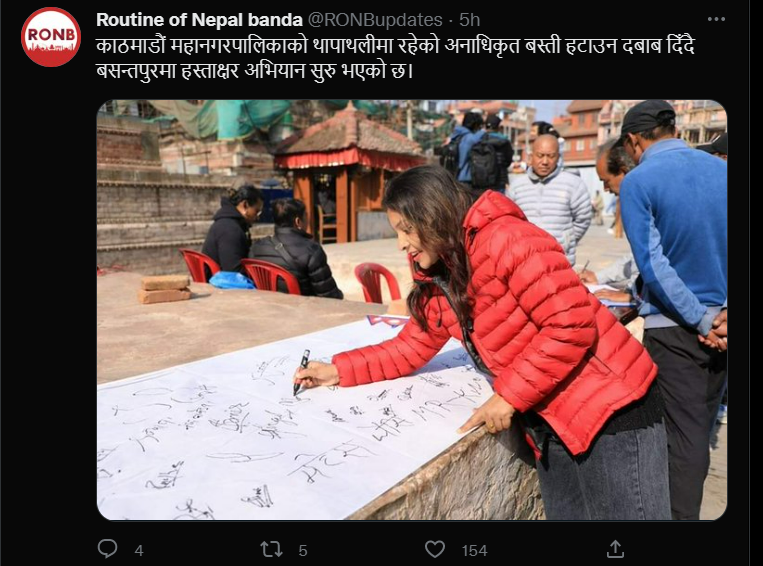 RONB
Routine of Nepal banda @RONBupdates · 5h
काठमाडौं महानगरपालिकाको थापाथलीमा रहेको अनाधिकृत बस्ती हटाउन दबाब दिँदै
बसन्तपुरमा हस्ताक्षर अभियान सुरु भएको छ।
4 5 154